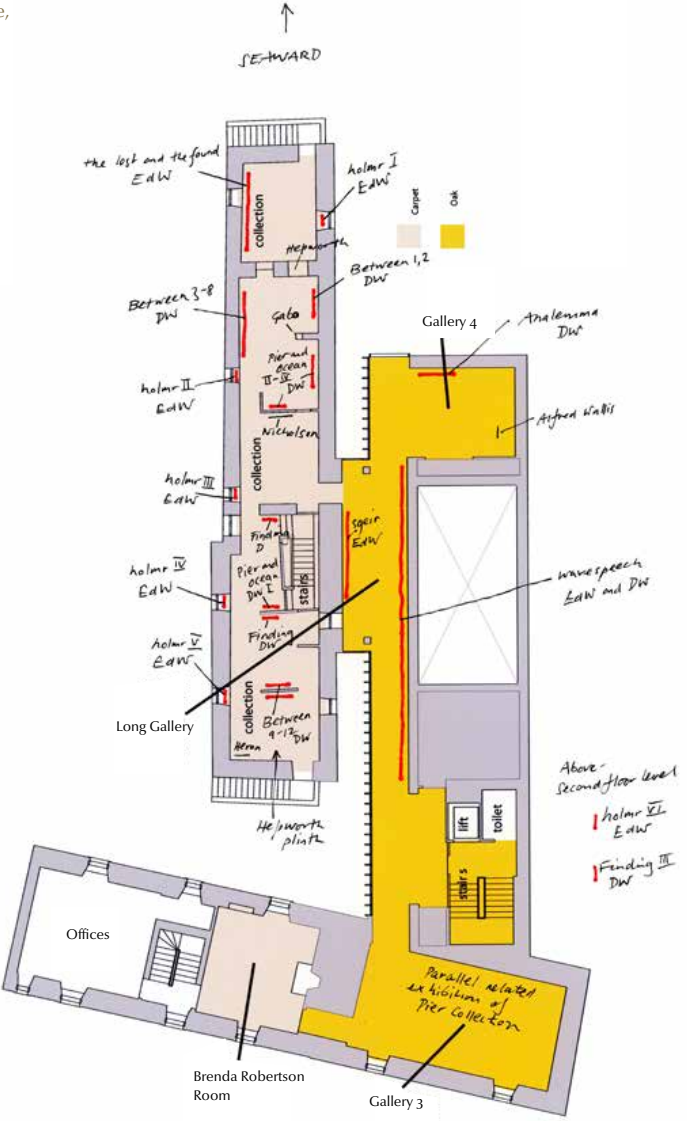 e,
SEAWARD
the lost and the found
EdW
holmr I
EdW
collection
Carpet
Oak
Hepworth
Between 1,2
DW
Between 3-8
DW
Gabo
Gallery 4
Analemma
DW
Pier and
ocean
II-IV
DW
holmr II
EdW
Nicholson
Alfred Wallis
collection
holmr III
EdW
sgeir
EdW
Finding
D
Pier and
ocean
DW I
stairs
holmr IV
EdW
wavespeech
EdW and DW
Finding
DW
holmr V
EdW
collection
Long Gallery
Between
9-12 DW
Heron
Hepworth
plinth
Above-
second floor level
holmr VI
EdW
Finding III
DW
lift
toilet
stairs
Offices
Parallel related
exhibition of
Pier Collection
Brenda Robertson
Room
Gallery 3